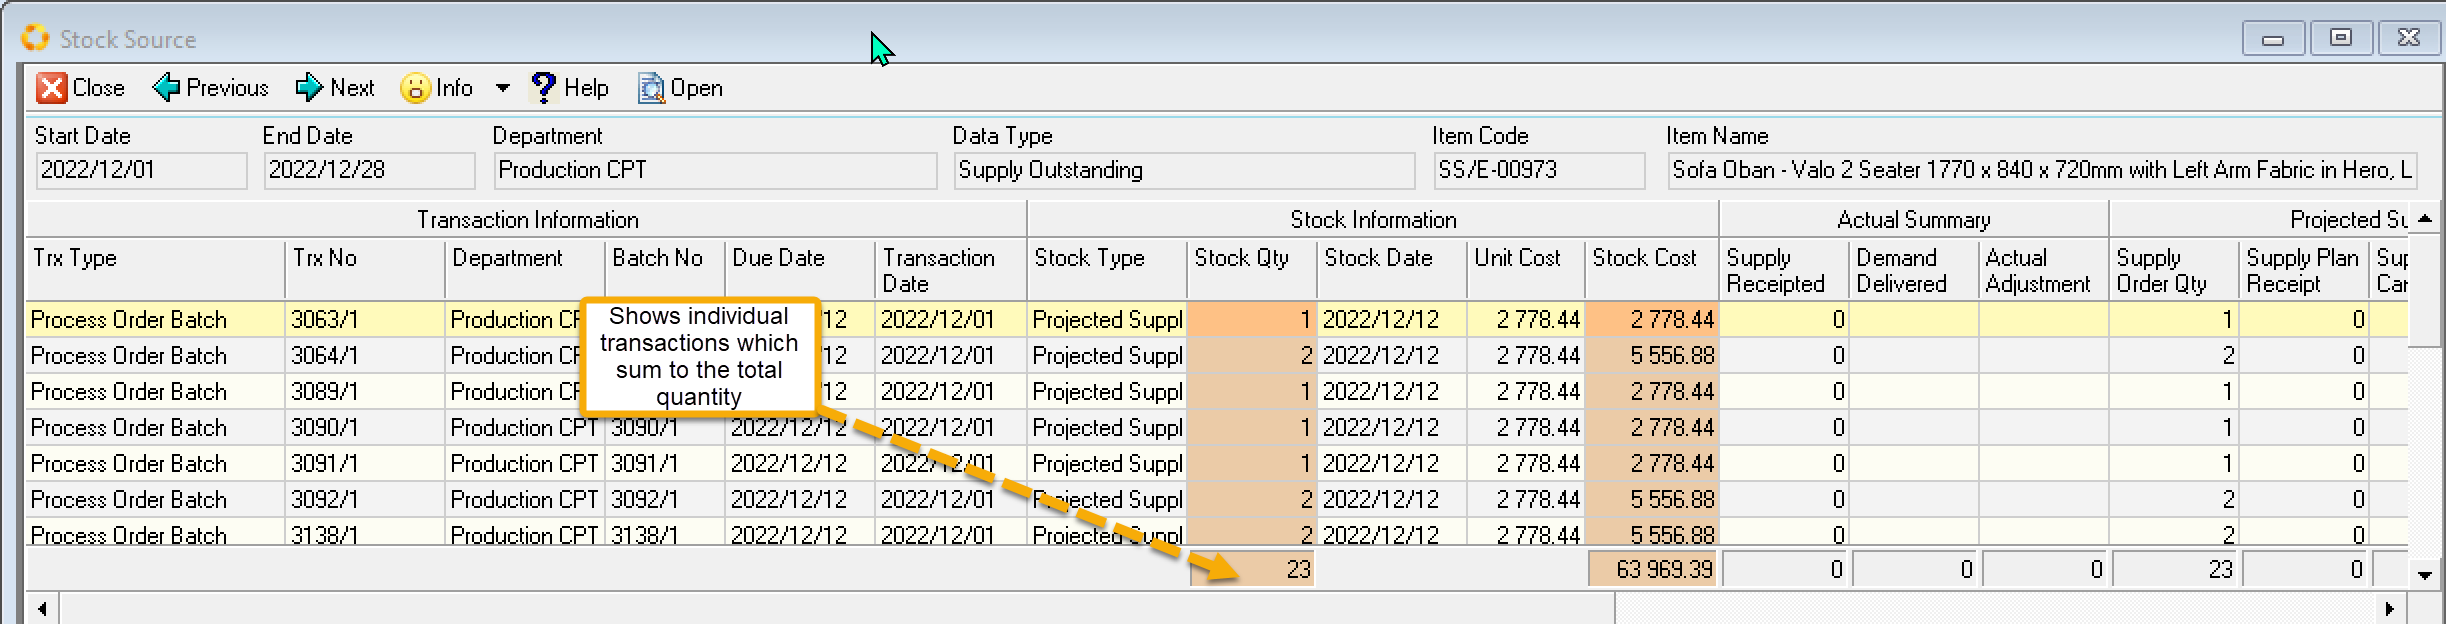 Stock Source
Close Previous Next Info Help Open
Start Date End Date Department Data Type Item Code Item Name
2022/12/01 2022/12/28 Production CPT Supply Outstanding SS/E-00973 Sofa Oban - Valo 2 Seater 1770 x 840 x 720mm with Left Arm Fabric in Hero, L
Transaction Information Stock Information Actual Summary Projected Su
Trx Type Trx No Department Batch No Due Date Transaction Date Stock Type Stock Qty Stock Date Unit Cost Stock Cost Supply Receipted Demand Delivered Actual Adjustment Supply Order Qty Supply Plan Receipt Sup Can
Process Order Batch 3063/1 Production CP /12 2022/12/01 Projected Suppl 1 2022/12/12 2 778.44 2 778.44 0 1 0
Process Order Batch 3064/1 Production CP /12 2022/12/01 Projected Suppl 2 2022/12/12 2 778.44 5 556.88 0 2 0
Process Order Batch 3089/1 Production CP /12 2022/12/01 Projected Suppl 1 2022/12/12 2 778.44 2 778.44 0 1 0
Process Order Batch 3090/1 Production CPT 3090/1 2022/12/12 2022/12/01 Projected Suppl 1 2022/12/12 2 778.44 2 778.44 0 1 0
Process Order Batch 3091/1 Production CPT 3091/1 2022/12/12 2022/12/01 Projected Suppl 1 2022/12/12 2 778.44 2 778.44 0 1 0
Process Order Batch 3092/1 Production CPT 3092/1 2022/12/12 2022/12/01 Projected Suppl 2 2022/12/12 2 778.44 5 556.88 0 2 0
Process Order Batch 3138/1 Production CPT 3138/1 2022/12/12 2022/12/01 Projected Suppl 2 2022/12/12 2 778.44 5 556.88 0 2 0
23 63 969.39 0 0 0 23 0
Shows individual
transactions which
sum to the total
quantity